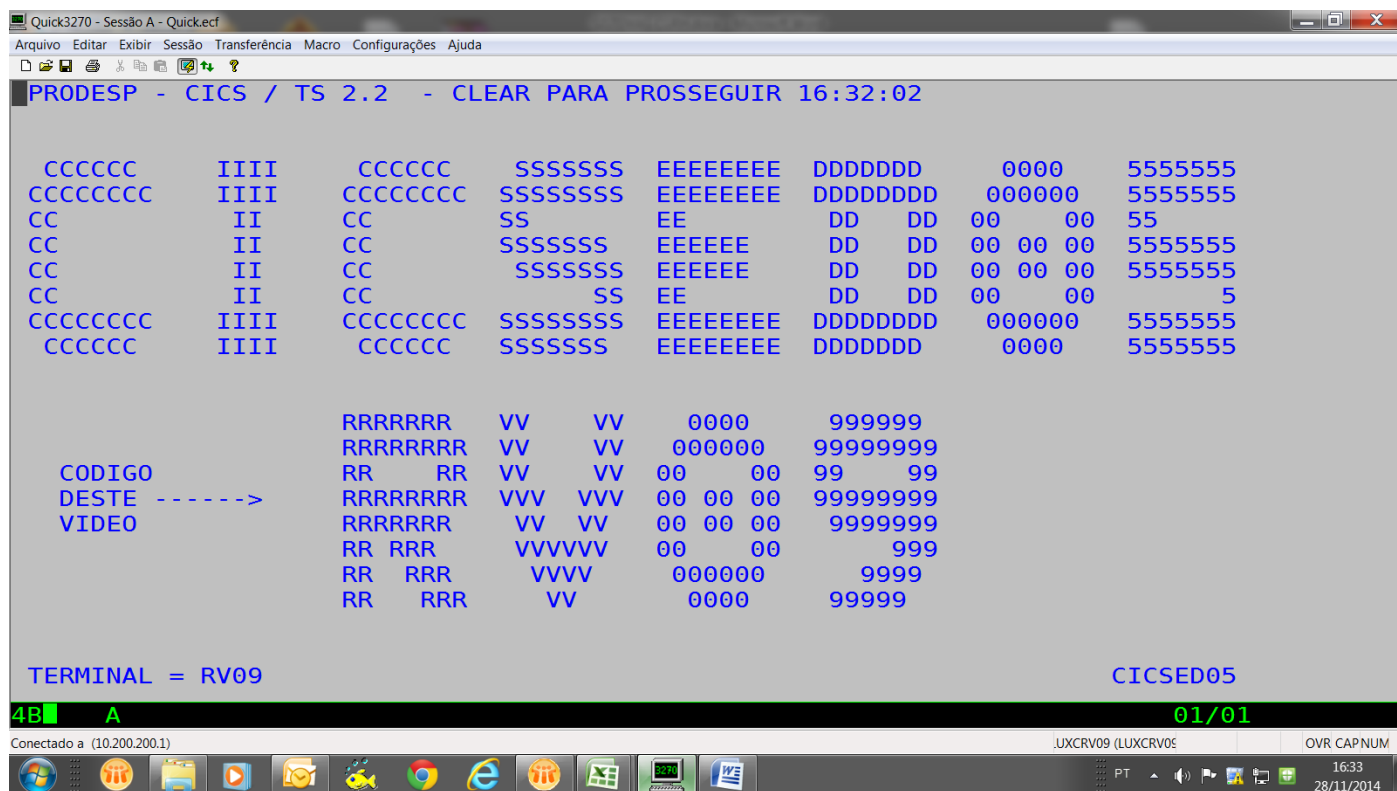 Quick3270 - Sessão A - Quick.ecf
Arquivo Editar Exibir Sessão Transferência Macro Configurações Ajuda
PRODESP - CICS / TS 2.2  - CLEAR PARA PROSSEGUIR 16:32:02
CCCCCC IIII CCCCCC SSSSSSS EEEEEEEE DDDDDDD 0000 5555555
CCCCCCCC IIII CCCCCCCC SSSSSSSS EEEEEEEE DDDDDDDD 000000 5555555
CC II CC SS EE DD DD 00 00 55
CC II CC SSSSSSS EEEEEE DD DD 00 00 00 5555555
CC II CC SSSSSSS EEEEEE DD DD 00 00 00 5555555
CC II CC SS EE DD DD 00 00 5
CCCCCCCC IIII CCCCCCCC SSSSSSSS EEEEEEEE DDDDDDDD 000000 5555555
CCCCCC IIII CCCCCC SSSSSSS EEEEEEEE DDDDDDD 0000 5555555
RRRRRRR VV VV 0000 999999
RRRRRRRR VV VV 000000 99999999
CODIGO RR RR VV VV 00 00 99 99
DESTE ------> RRRRRRRR VVV VVV 00 00 00 99999999
VIDEO RRRRRRR VV VV 00 00 00 9999999
RR RRR VVVVVV 00 00 999
RR RRR VVVV 000000 9999
RR RRR VV 0000 99999
TERMINAL = RV09 CICSED05
4B A 01/01
Conectado a (10.200.200.1) OVR CAP NUM
3270
PT 16:33
28/11/2014